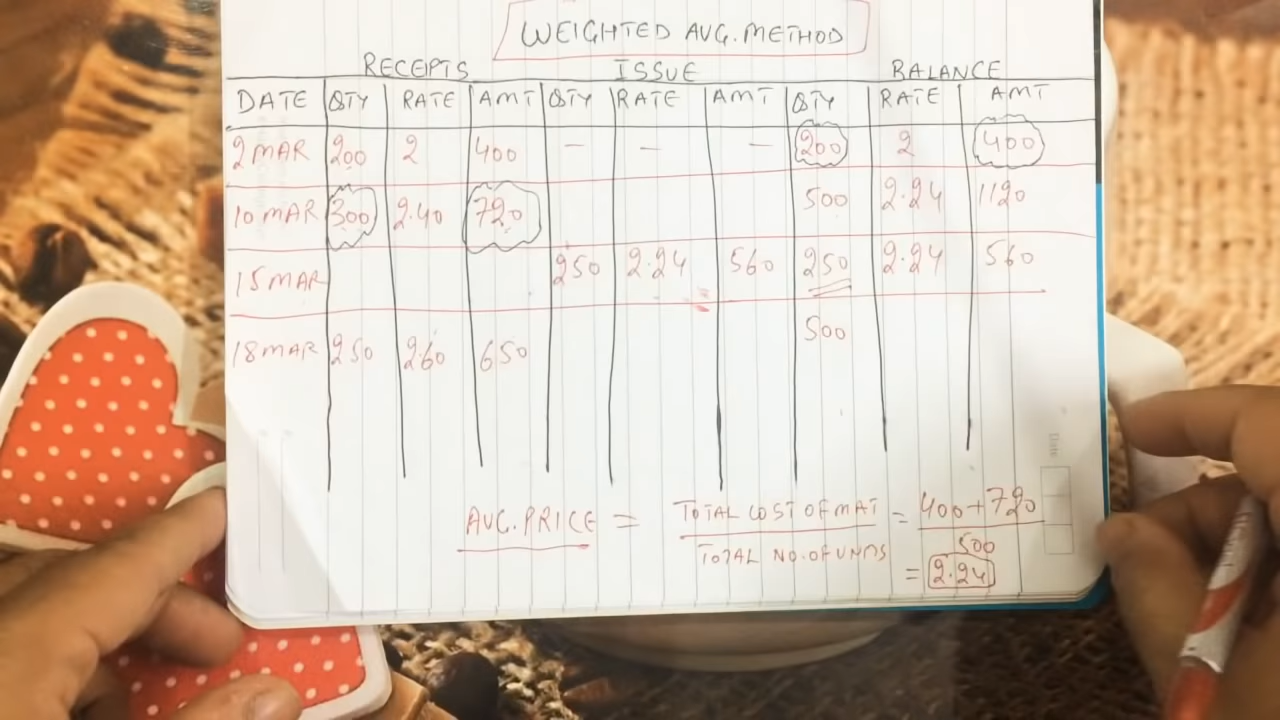 WEIGHTED AVG. METHOD
RECEIPTS ISSUE BALANCE
DATE QTY RATE AMT QTY RATE AMT QTY RATE AMT
2 MAR 200 2 400 – – – 200 2 400
10 MAR 300 2.40 720 500 2.24 1120
15 MAR 250 2.24 560 250 2.24 560
18 MAR 250 2.60 650 500
AVG. PRICE = TOTAL COST OF MAT = 400+720
TOTAL NO. OF UNITS 500
= 2.24
Date